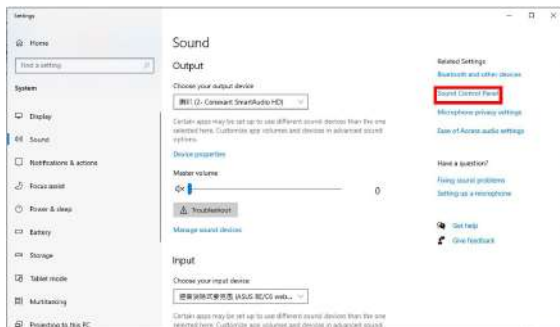 Settings
Home
Find a setting
System
Display
Sound
Notifications & actions
Focus assist
Power & sleep
Battery
Storage
Tablet mode
Multitasking
Projecting to this PC
Sound
Output
Choose your output device
(2- Conexant SmartAudio HD)
Certain apps may be set up to use different sound devices than the one
selected here. Customize app volumes and devices in advanced sound
options.
Device properties
Master volume
0
Troubleshoot
Manage sound devices
Input
Choose your input device
(ASUS BE/C6 web...
Certain apps may be set up to use different sound devices than the one
selected here. Customize app volumes and devices in advanced sound
Related Settings
Bluetooth and other devices
Sound Control Panel
Microphone privacy settings
Ease of Access audio settings
Have a question?
Fixing sound problems
Setting up a microphone
Get help
Give feedback